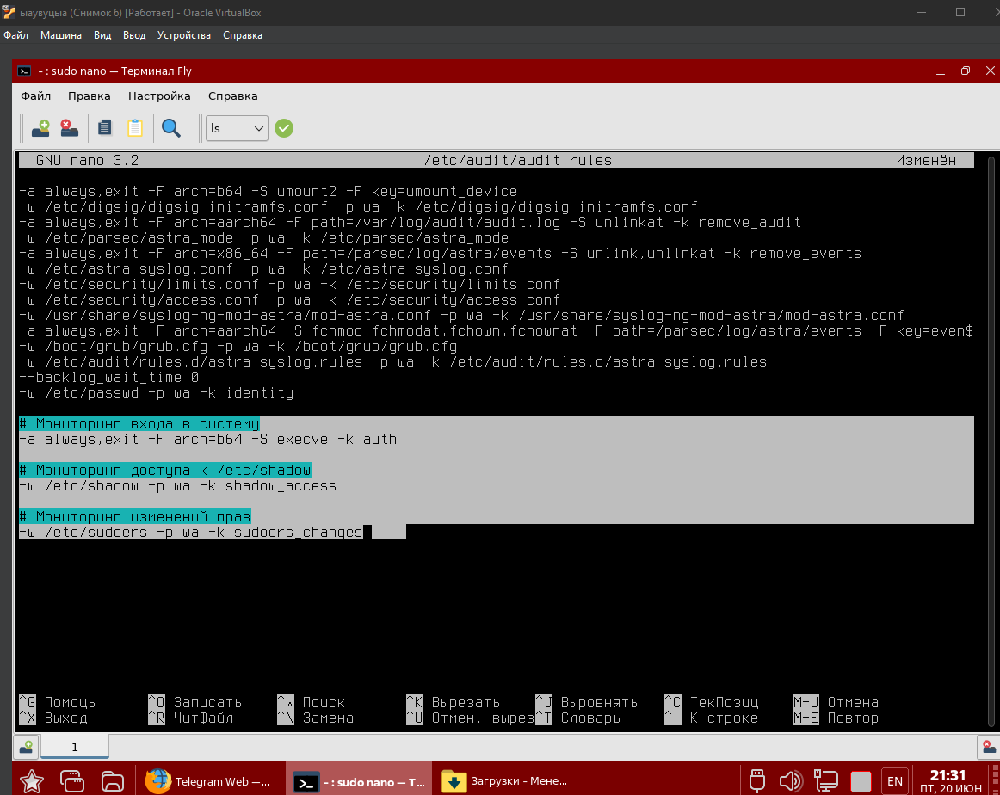 ыаувуцыа (Снимок 6) [Работает] - Oracle VirtualBox
Файл Машина Вид Ввод Устройства Справка
- : sudo nano — Терминал Fly
Файл Правка Настройка Справка
ls
GNU nano 3.2 /etc/audit/audit.rules Изменён
-a always,exit -F arch=b64 -S umount2 -F key=umount_device
-w /etc/digsig/digsig_initramfs.conf -p wa -k /etc/digsig/digsig_initramfs.conf
-a always,exit -F arch=aarch64 -F path=/var/log/audit/audit.log -S unlinkat -k remove_audit
-w /etc/parsec/astra_mode -p wa -k /etc/parsec/astra_mode
-a always,exit -F arch=x86_64 -F path=/parsec/log/astra/events -S unlink,unlinkat -k remove_events
-w /etc/astra-syslog.conf -p wa -k /etc/astra-syslog.conf
-w /etc/security/limits.conf -p wa -k /etc/security/limits.conf
-w /etc/security/access.conf -p wa -k /etc/security/access.conf
-w /usr/share/syslog-ng-mod-astra/mod-astra.conf -p wa -k /usr/share/syslog-ng-mod-astra/mod-astra.conf
-a always,exit -F arch=aarch64 -S fchmod,fchmodat,fchown,fchownat -F path=/parsec/log/astra/events -F key=even$
-w /boot/grub/grub.cfg -p wa -k /boot/grub/grub.cfg
-w /etc/audit/rules.d/astra-syslog.rules -p wa -k /etc/audit/rules.d/astra-syslog.rules
--backlog_wait_time 0
-w /etc/passwd -p wa -k identity
# Мониторинг входа в систему
-a always,exit -F arch=b64 -S execve -k auth
# Мониторинг доступа к /etc/shadow
-w /etc/shadow -p wa -k shadow_access
# Мониторинг изменений прав
-w /etc/sudoers -p wa -k sudoers_changes
^G Помощь ^O Записать ^W Поиск ^K Вырезать ^J Выровнять ^C ТекПозиц M-U Отмена
^X Выход ^R ЧитФайл ^\ Замена ^U Отмен. вырез ^T Словарь ^_ К строке M-E Повтор
1
Telegram Web —... - : sudo nano — Т... Загрузки - Мене... EN 21:31
ПТ, 20 ИЮН